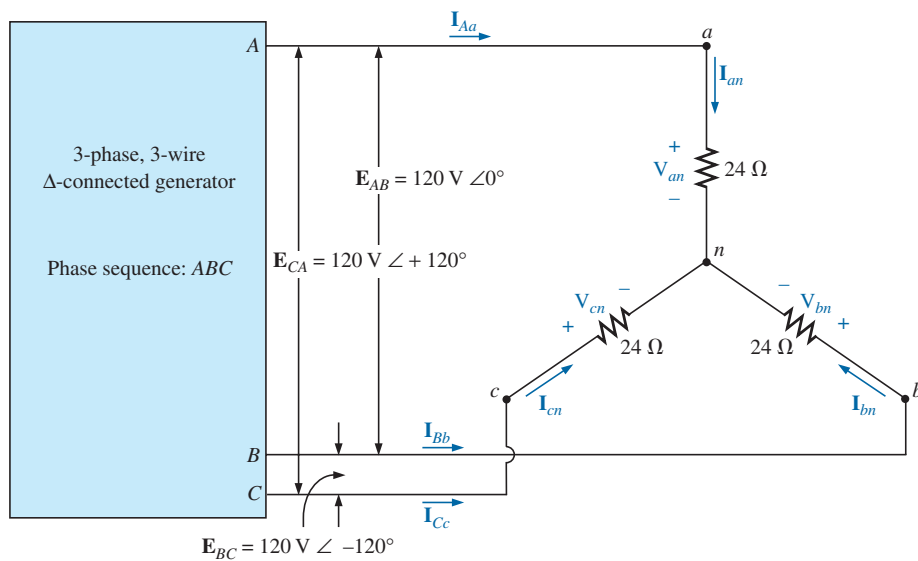 I_Aa
A
a
I_an
3-phase, 3-wire
Δ-connected generator
Phase sequence: ABC
E_AB = 120 V ∠0°
+
V_an
–
24 Ω
E_CA = 120 V ∠ + 120°
n
V_cn
–
+
24 Ω
–
V_bn
+
24 Ω
c
I_cn
I_bn
b
I_Bb
B
C
I_Cc
E_BC = 120 V ∠ –120°